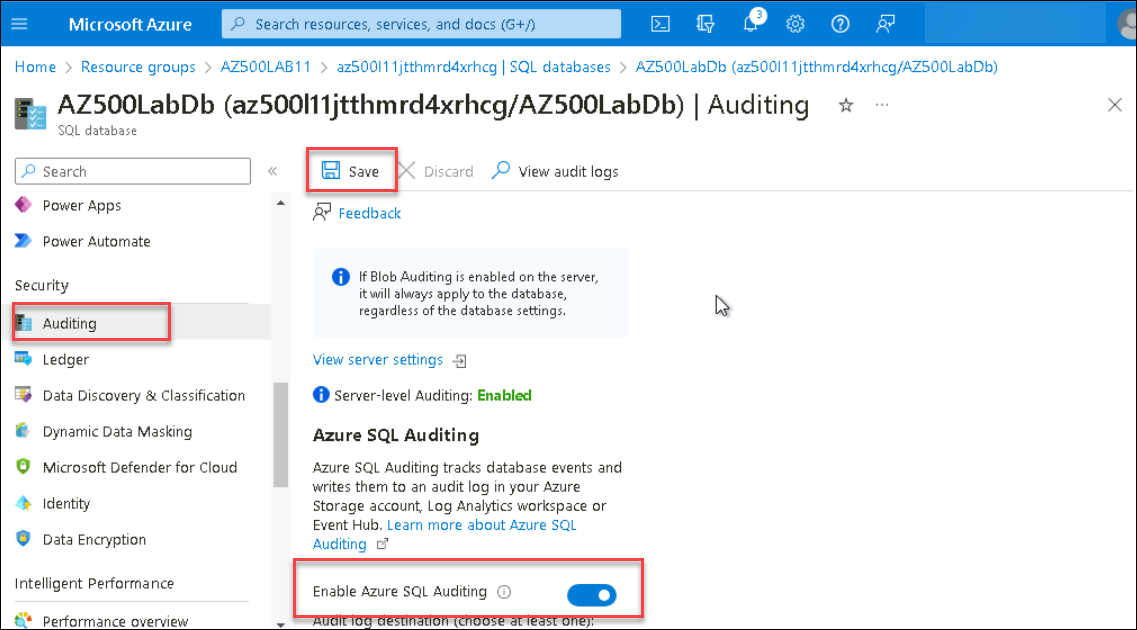 Microsoft Azure
Search resources, services, and docs (G+/)
3
Home > Resource groups > AZ500LAB11 > az500l11jtthmrd4xrhcg | SQL databases > AZ500LabDb (az500l11jtthmrd4xrhcg/AZ500LabDb)
AZ500LabDb (az500l11jtthmrd4xrhcg/AZ500LabDb) | Auditing
SQL database
Search
Save
Discard
View audit logs
Power Apps
Power Automate
Security
Auditing
Ledger
Data Discovery & Classification
Dynamic Data Masking
Microsoft Defender for Cloud
Identity
Data Encryption
Intelligent Performance
Performance overview
Feedback
If Blob Auditing is enabled on the server,
it will always apply to the database,
regardless of the database settings.
View server settings
Server-level Auditing: Enabled
Azure SQL Auditing
Azure SQL Auditing tracks database events and
writes them to an audit log in your Azure
Storage account, Log Analytics workspace or
Event Hub. Learn more about Azure SQL
Auditing
Enable Azure SQL Auditing
Audit log destination (choose at least one):